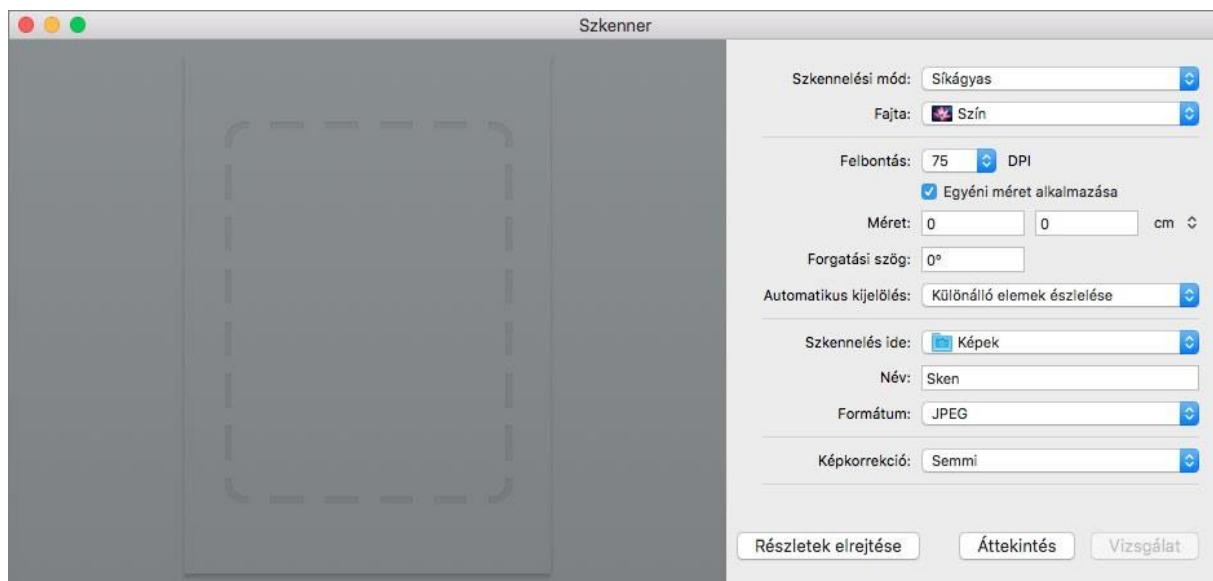 Szkenner
Szkennelési mód: Síkágyas
Fajta: Szín
Felbontás: 75 DPI
Egyéni méret alkalmazása
Méret: 0 0 cm
Forgatási szög: 0°
Automatikus kijelölés: Különálló elemek észlelése
Szkennelés ide: Képek
Név: Sken
Formátum: JPEG
Képkorrekció: Semmi
Részletek elrejtése Áttekintés Vizsgálat